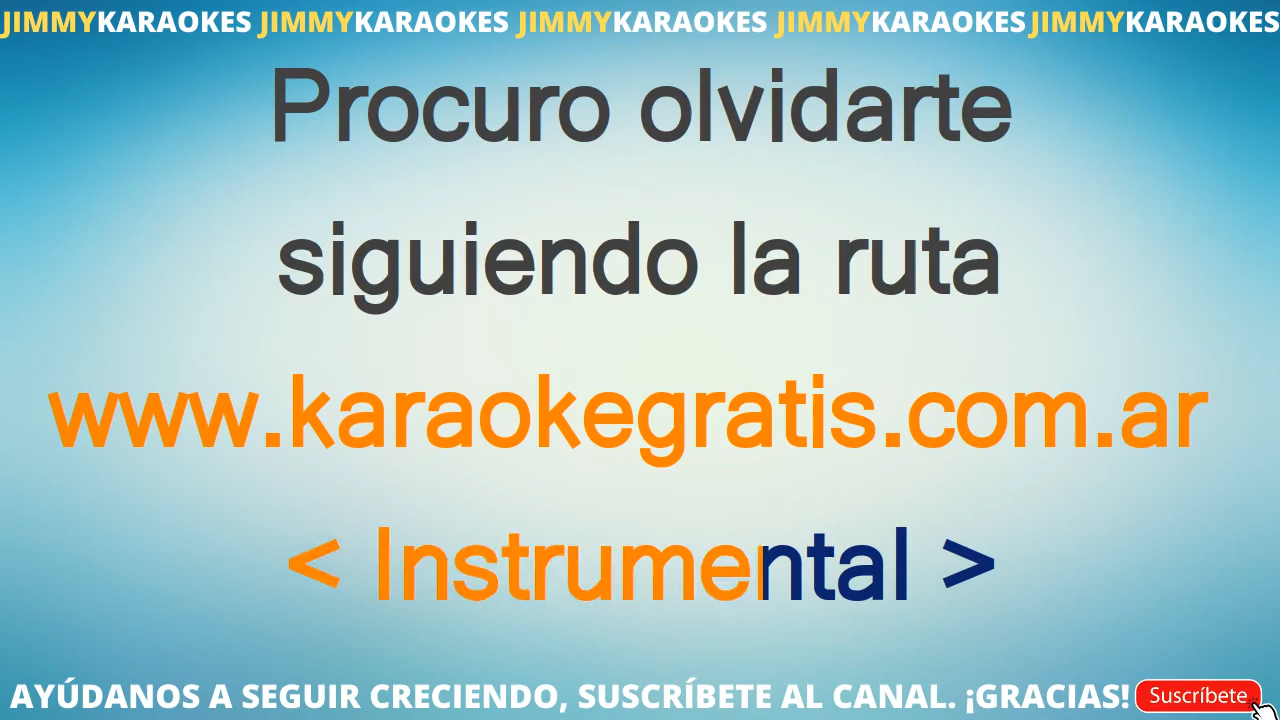 JIMMYKARAOKES JIMMYKARAOKES JIMMYKARAOKES JIMMYKARAOKES JIMMYKARAOKES
Procuro olvidarte
siguiendo la ruta
www.karaokegratis.com.ar
< Instrumental >
AYÚDANOS A SEGUIR CRECIENDO, SUSCRÍBETE AL CANAL. ¡GRACIAS! Suscríbete